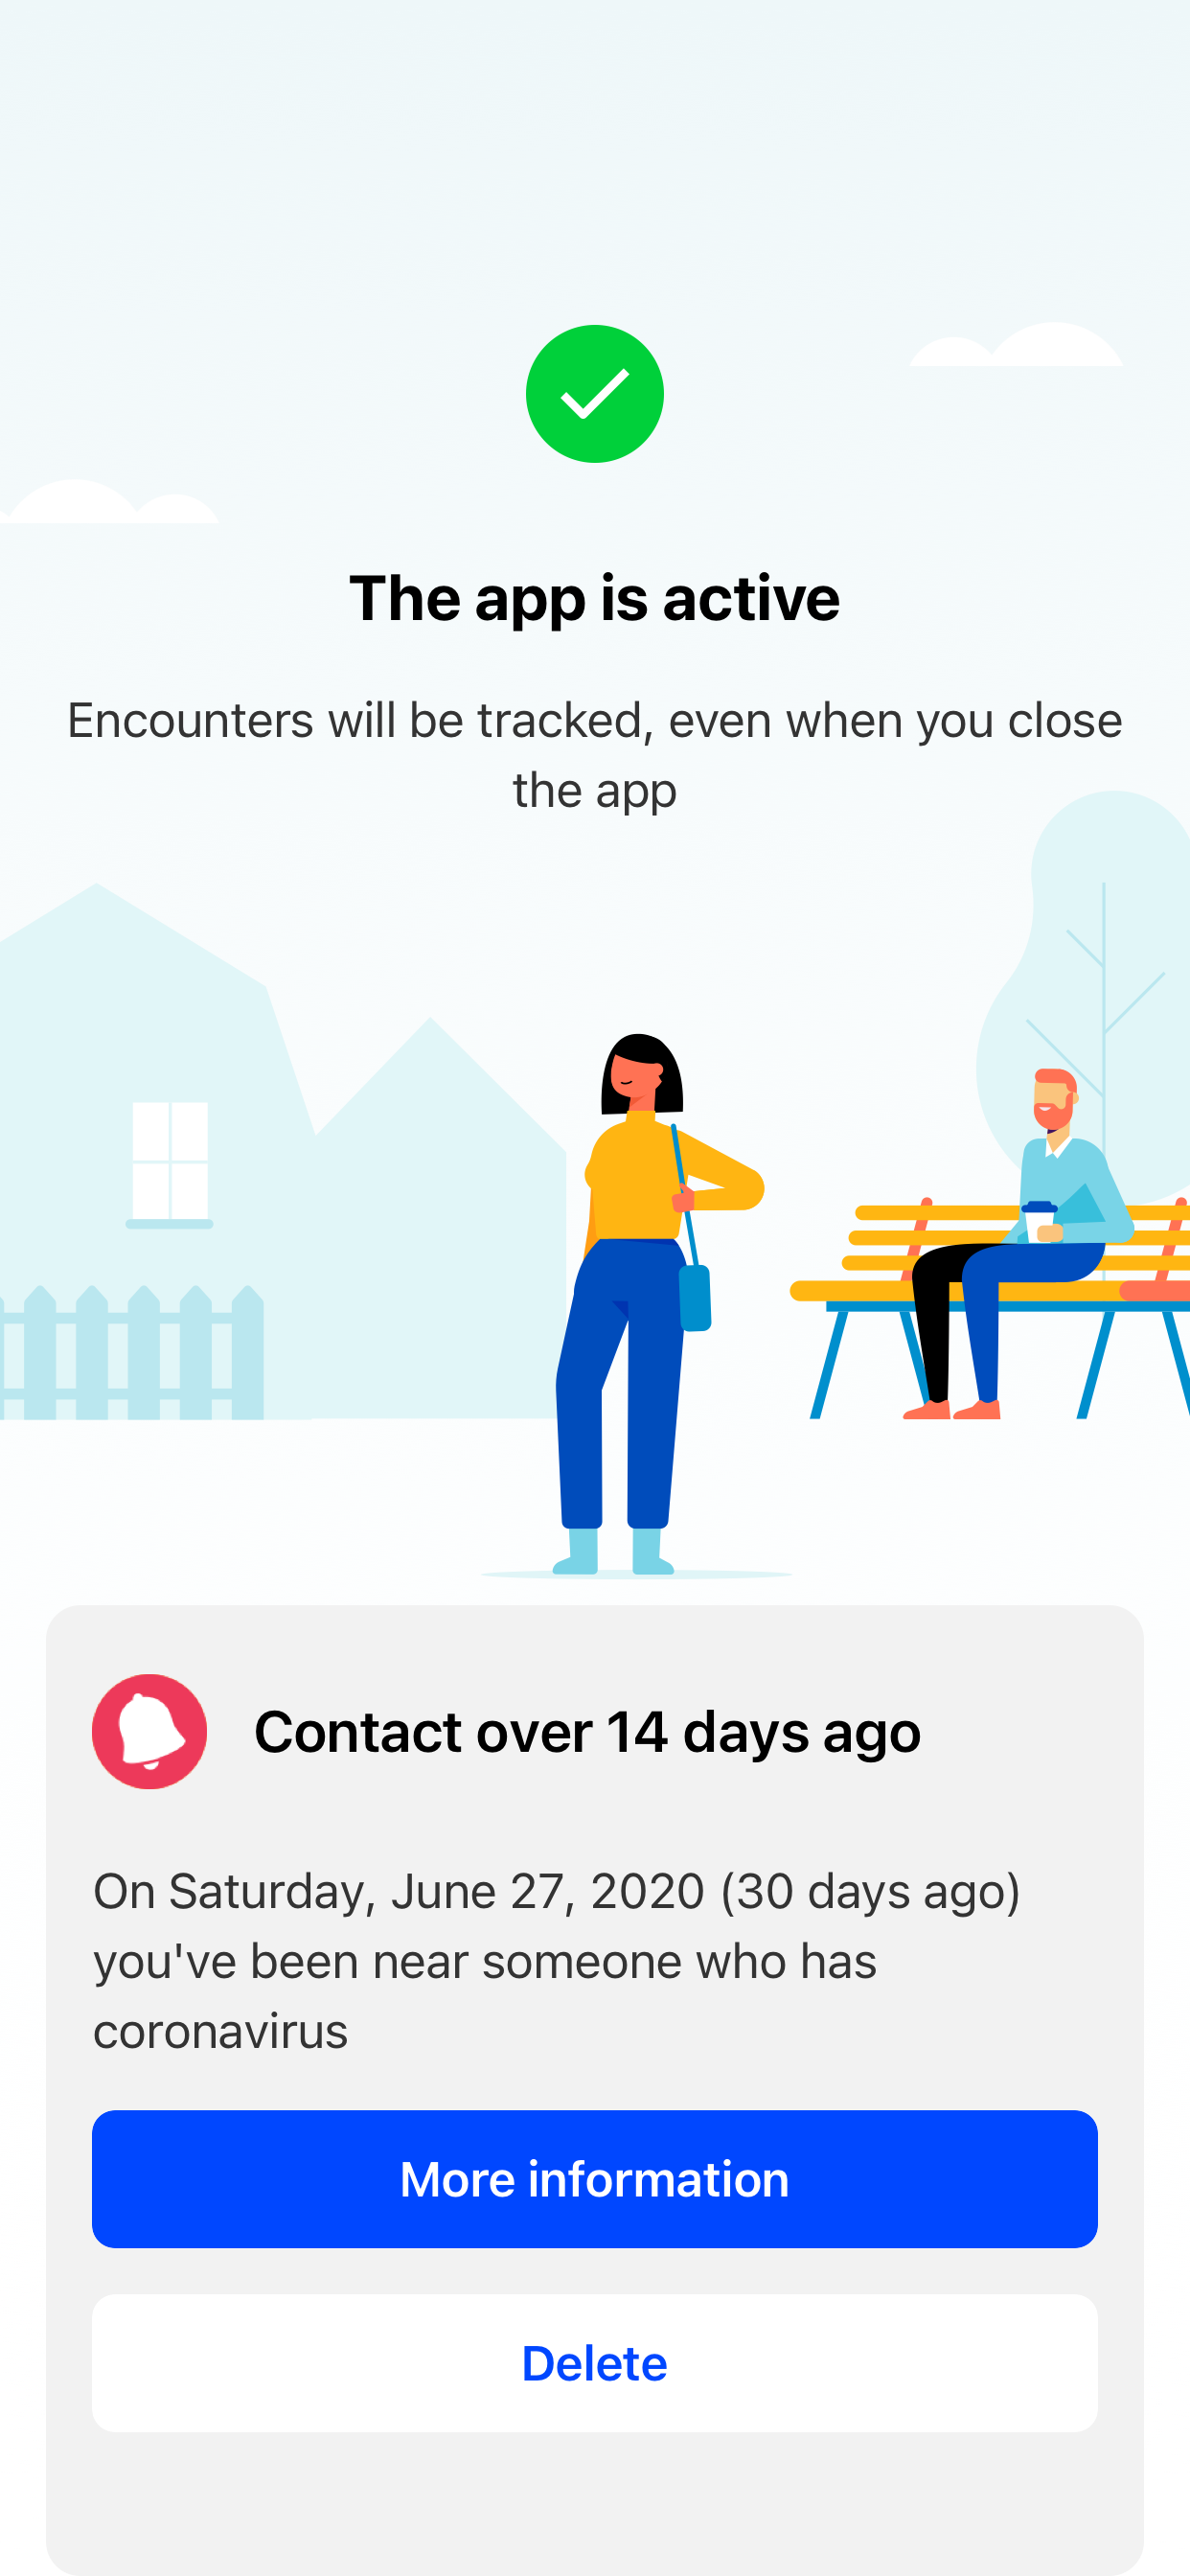 The app is active
Encounters will be tracked, even when you close
the app
Contact over 14 days ago
On Saturday, June 27, 2020 (30 days ago)
you've been near someone who has
coronavirus
More information
Delete